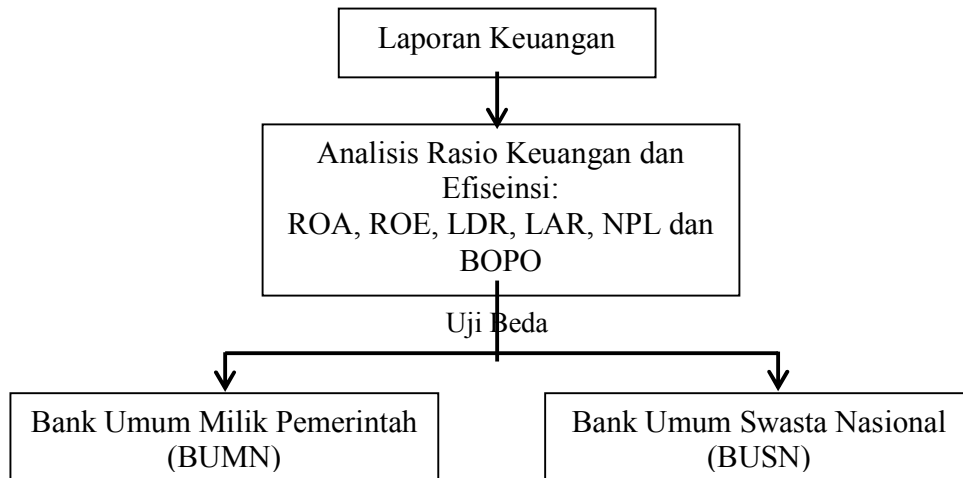 Laporan Keuangan
Analisis Rasio Keuangan dan
Efiseinsi:
ROA, ROE, LDR, LAR, NPL dan
BOPO
Uji Beda
Bank Umum Milik Pemerintah
(BUMN)
Bank Umum Swasta Nasional
(BUSN)